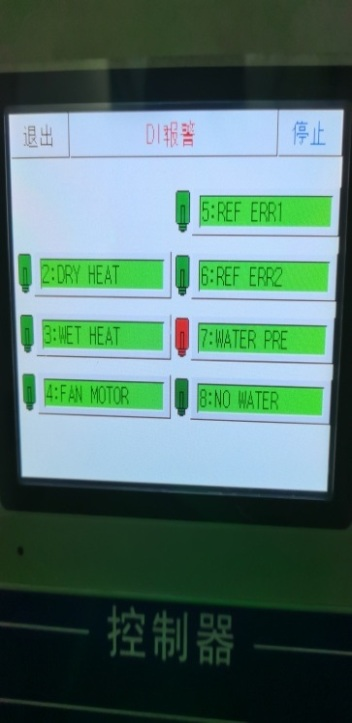 退出 DI报警 停止
5:REF ERR1
2:DRY HEAT 6:REF ERR2
3:WET HEAT 7:WATER PRE
4:FAN MOTOR 8:NO WATER
控制器